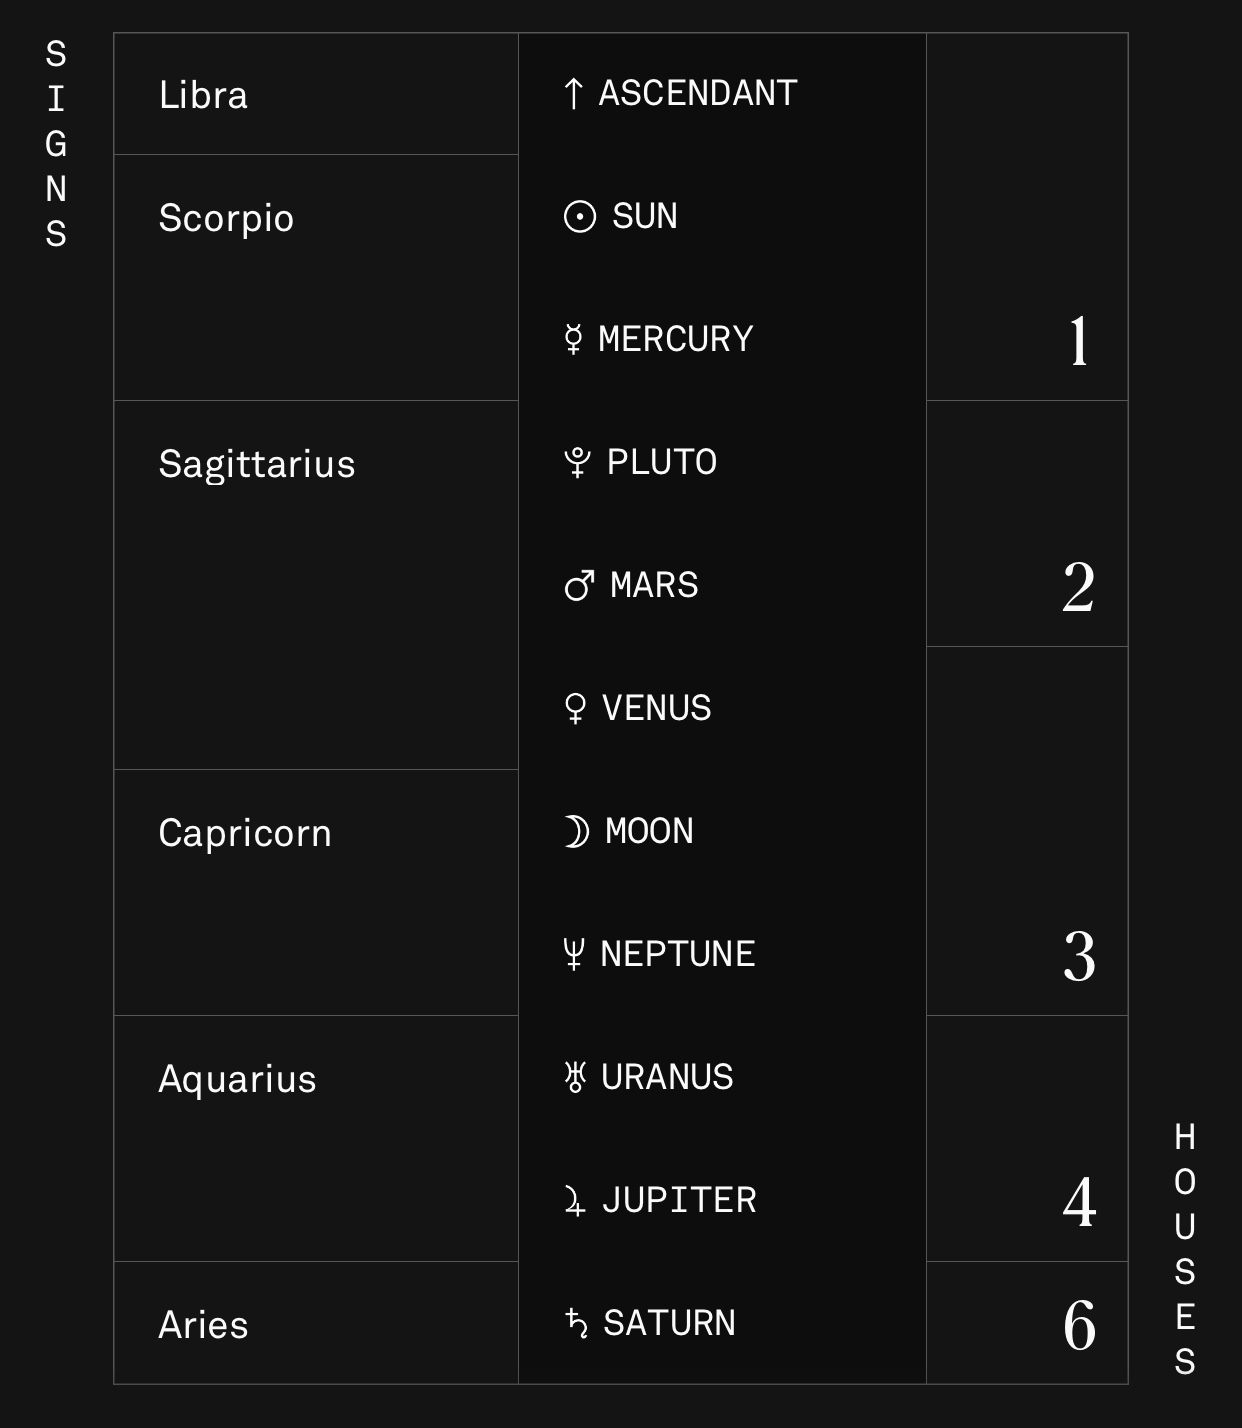 SIGNS
Libra
↑ ASCENDANT
Scorpio
☉ SUN
☿ MERCURY
1
Sagittarius
♇ PLUTO
♂ MARS
2
♀ VENUS
Capricorn
☽ MOON
♆ NEPTUNE
3
Aquarius
♅ URANUS
♃ JUPITER
4
Aries
♄ SATURN
6
HOUSES